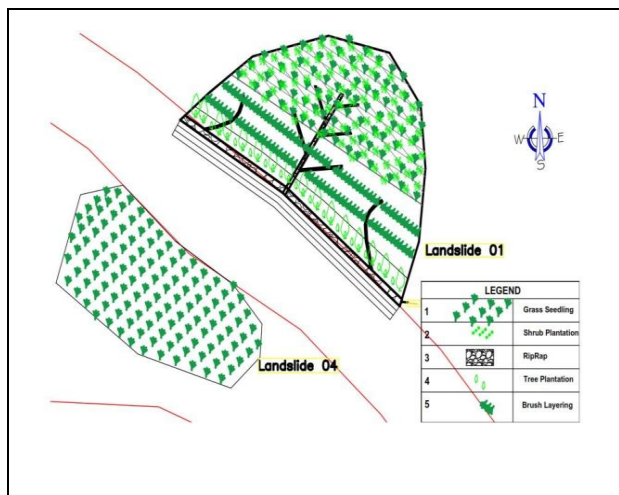 N
W E
S
Landslide 01
LEGEND
1 Grass Seedling
2 Shrub Plantation
3 RipRap
4 Tree Plantation
5 Brush Layering
Landslide 04